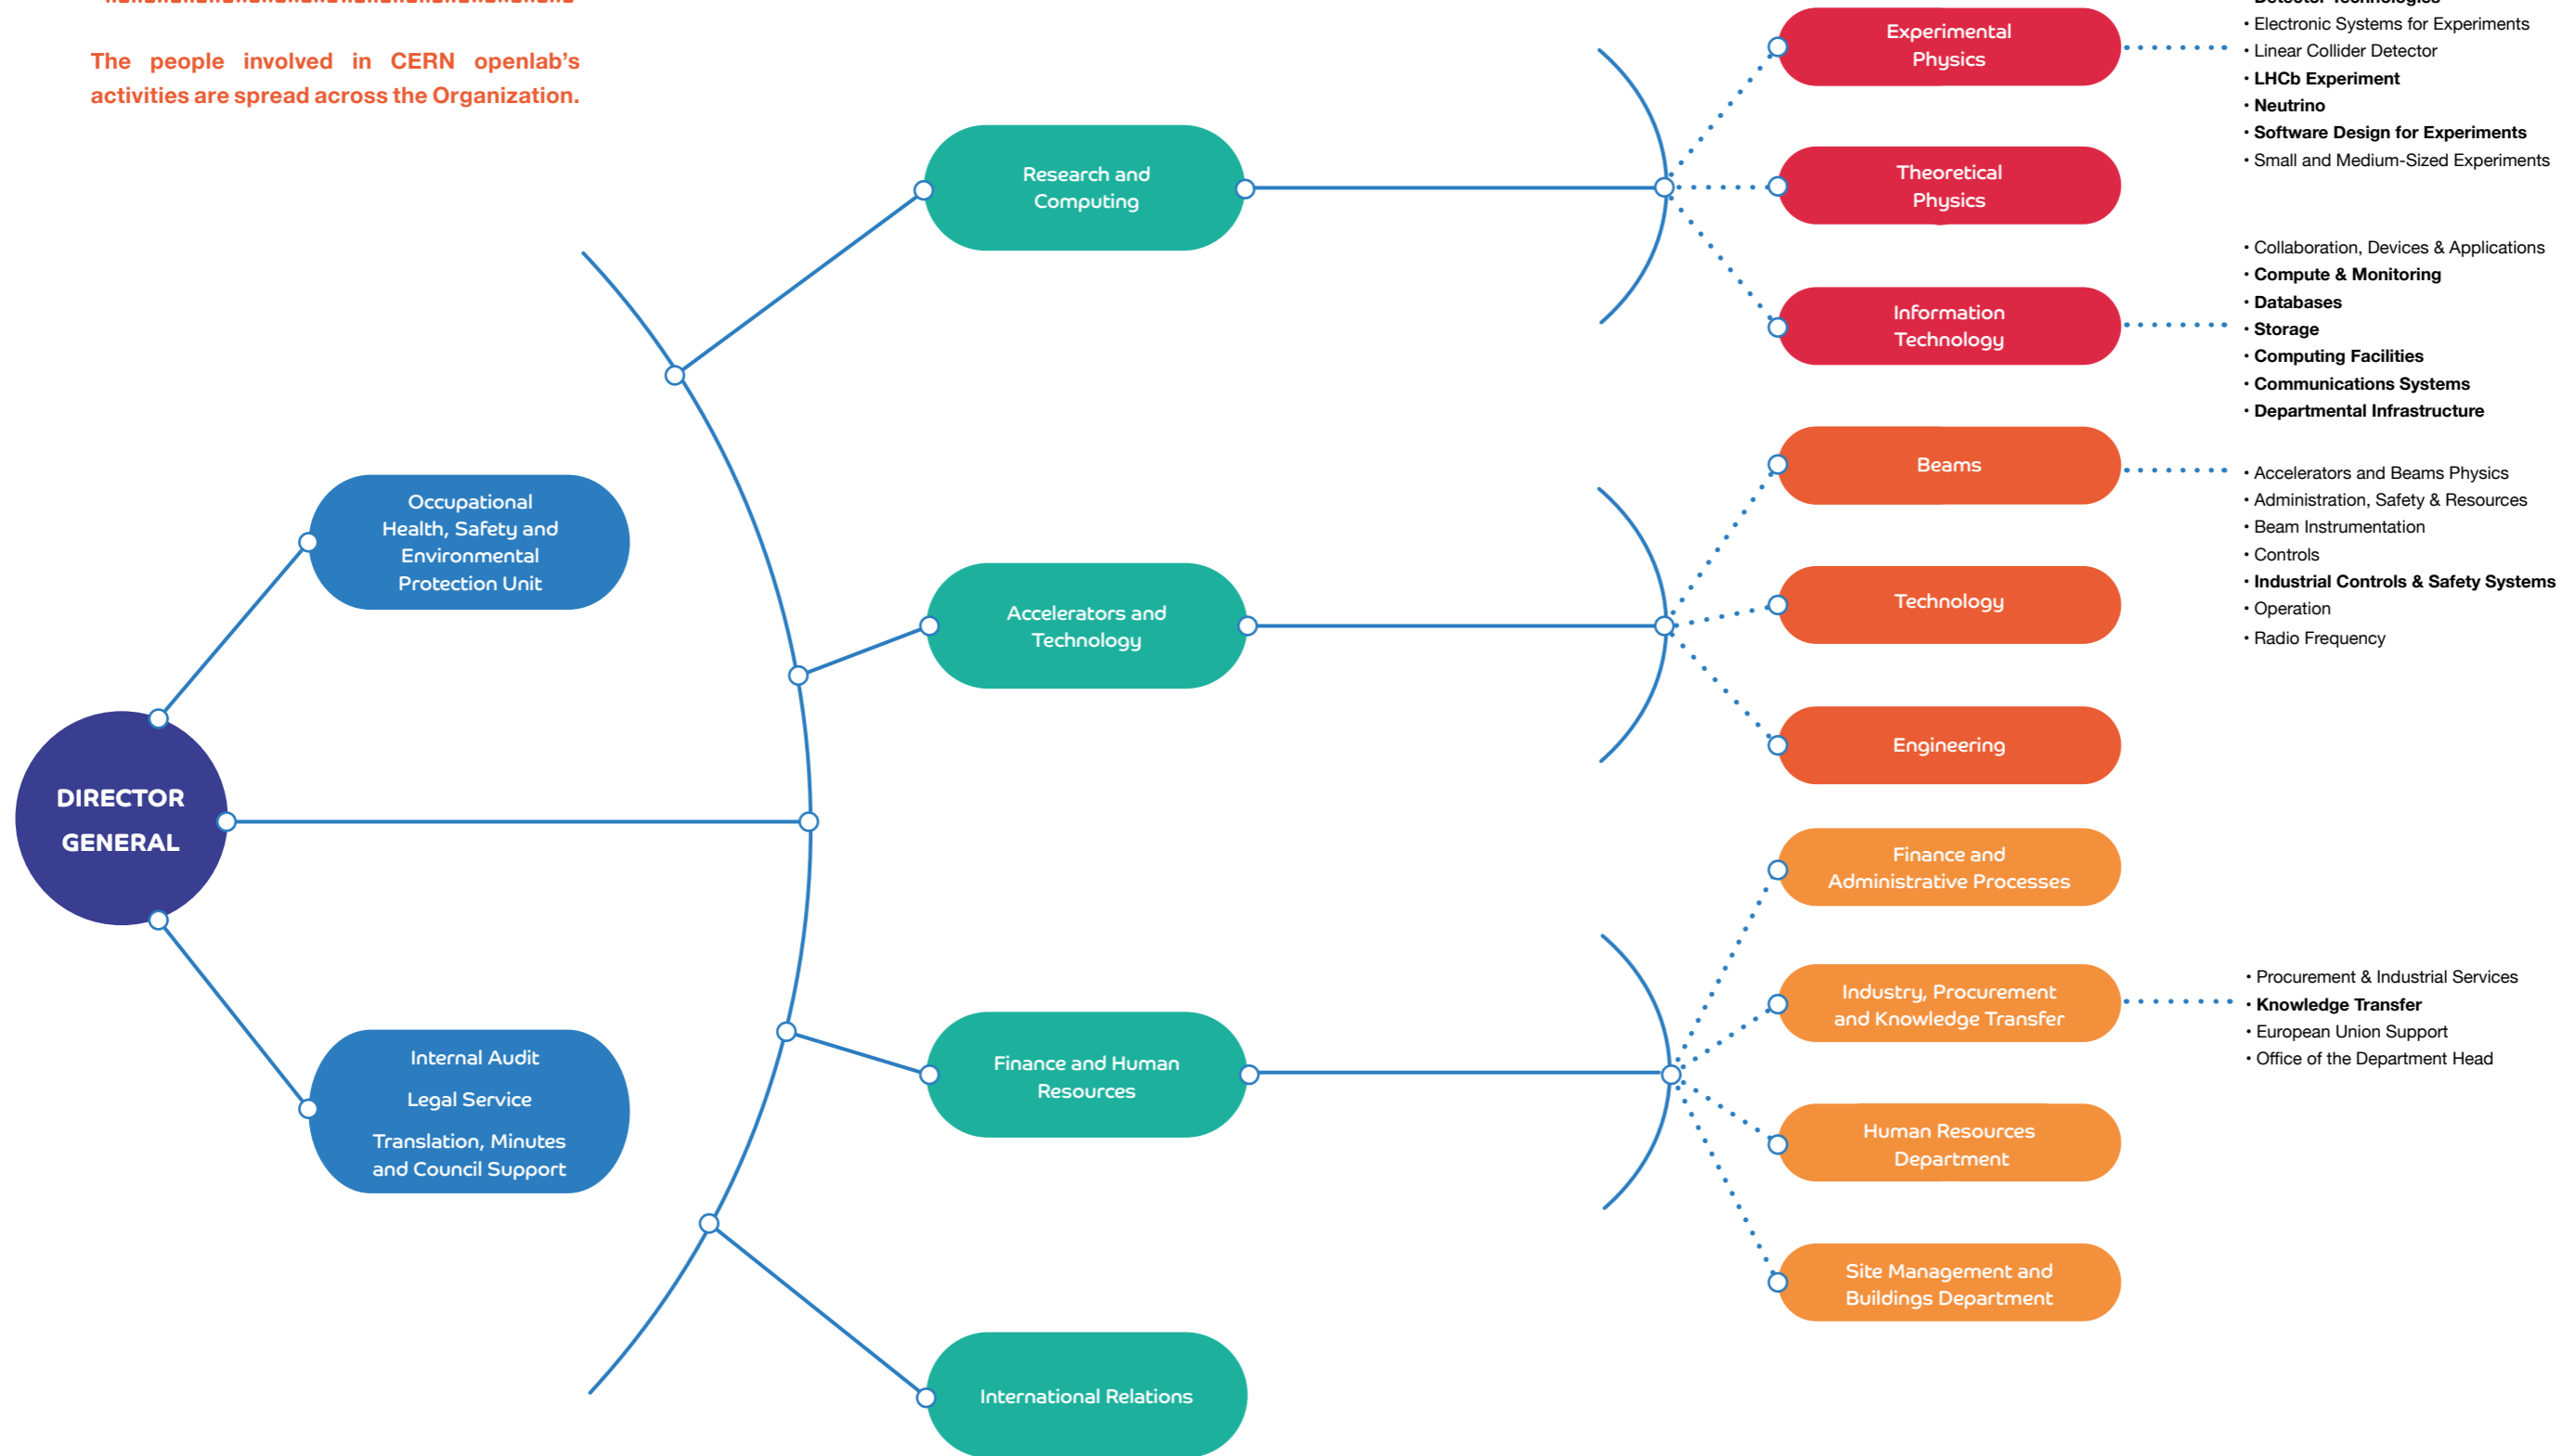 The people involved in CERN openlab’s
activities are spread across the Organization.
DIRECTOR
GENERAL
Occupational
Health, Safety and
Environmental
Protection Unit
Internal Audit
Legal Service
Translation, Minutes
and Council Support
Research and
Computing
Accelerators and
Technology
Finance and Human
Resources
International Relations
Experimental
Physics
Theoretical
Physics
Information
Technology
Beams
Technology
Engineering
Finance and
Administrative Processes
Industry, Procurement
and Knowledge Transfer
Human Resources
Department
Site Management and
Buildings Department
Detector Technologies
• Electronic Systems for Experiments
• Linear Collider Detector
• LHCb Experiment
• Neutrino
• Software Design for Experiments
• Small and Medium-Sized Experiments
• Collaboration, Devices & Applications
• Compute & Monitoring
• Databases
• Storage
• Computing Facilities
• Communications Systems
• Departmental Infrastructure
• Accelerators and Beams Physics
• Administration, Safety & Resources
• Beam Instrumentation
• Controls
• Industrial Controls & Safety Systems
• Operation
• Radio Frequency
• Procurement & Industrial Services
• Knowledge Transfer
• European Union Support
• Office of the Department Head